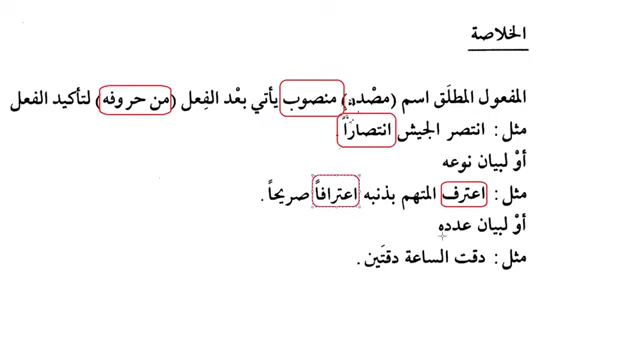 الخلاصة
المفعول المطلَق اسم (مصْدر) منصوب يأتي بعْد الفِعل (من حروفه) لتأكيد الفعل
مثل: انتصر الجيش انتصاراً
أوْ لبيان نوعه
مثل: اعترف المتهم بذنبه اعترافاً صريحاً.
أوْ لبيان عدده
مثل: دقت الساعة دقتَين.